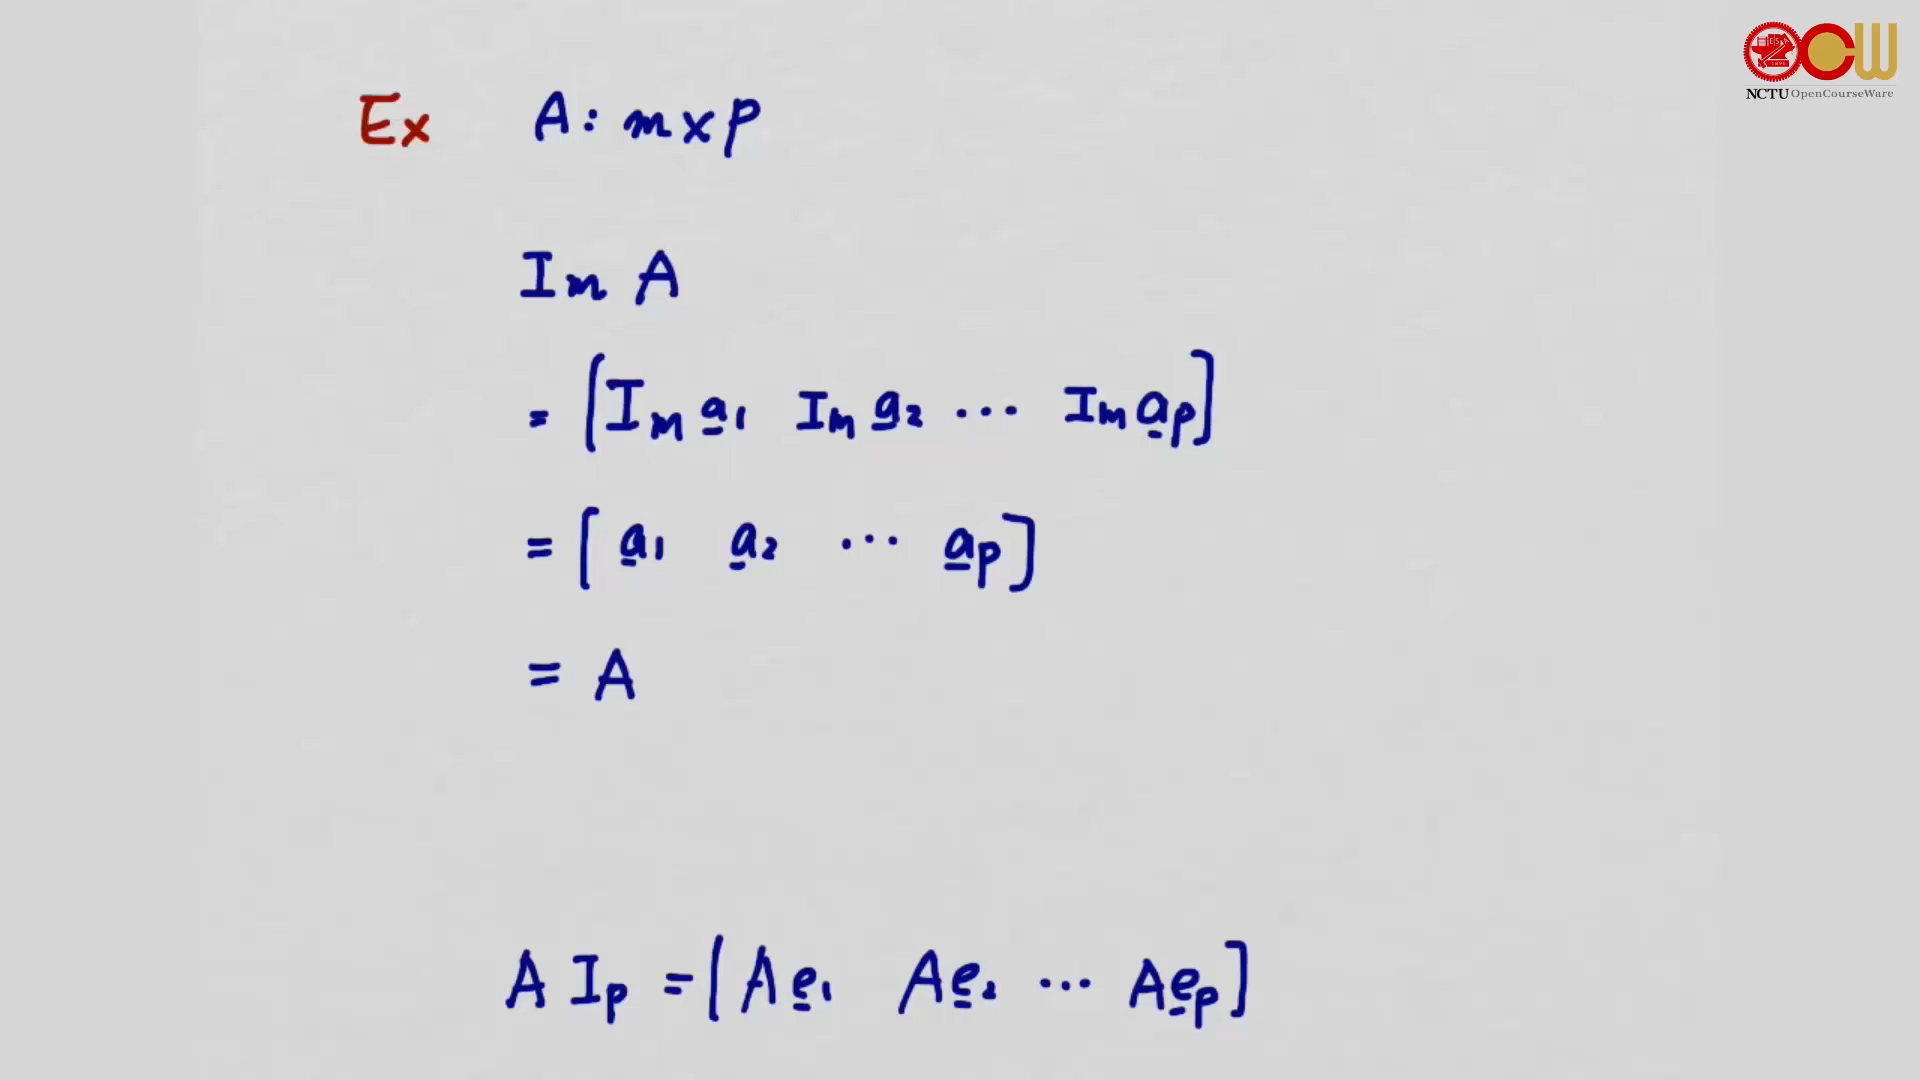 NCTU OpenCourseWare
Ex A: m×p
Im A
= [Im a1 Im a2 ... Im ap]
= [a1 a2 ... ap]
= A
A Ip = [Ae1 Ae2 ... Aep]